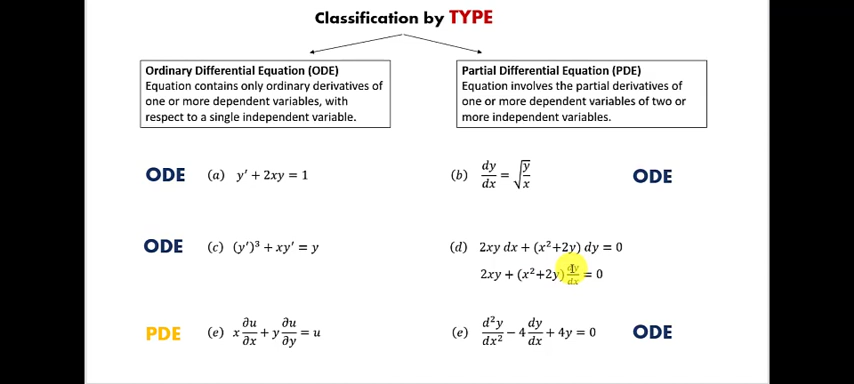 Classification by TYPE
Ordinary Differential Equation (ODE)
Equation contains only ordinary derivatives of
one or more dependent variables, with
respect to a single independent variable.
Partial Differential Equation (PDE)
Equation involves the partial derivatives of
one or more dependent variables of two or
more independent variables.
ODE (a) y′ + 2xy = 1
(b) dy/dx = √(y/x) ODE
ODE (c) (y′)³ + xy′ = y
(d) 2xy dx + (x²+2y) dy = 0
2xy + (x²+2y) dy/dx = 0
PDE (e) x ∂u/∂x + y ∂u/∂y = u
(e) d²y/dx² − 4 dy/dx + 4y = 0 ODE